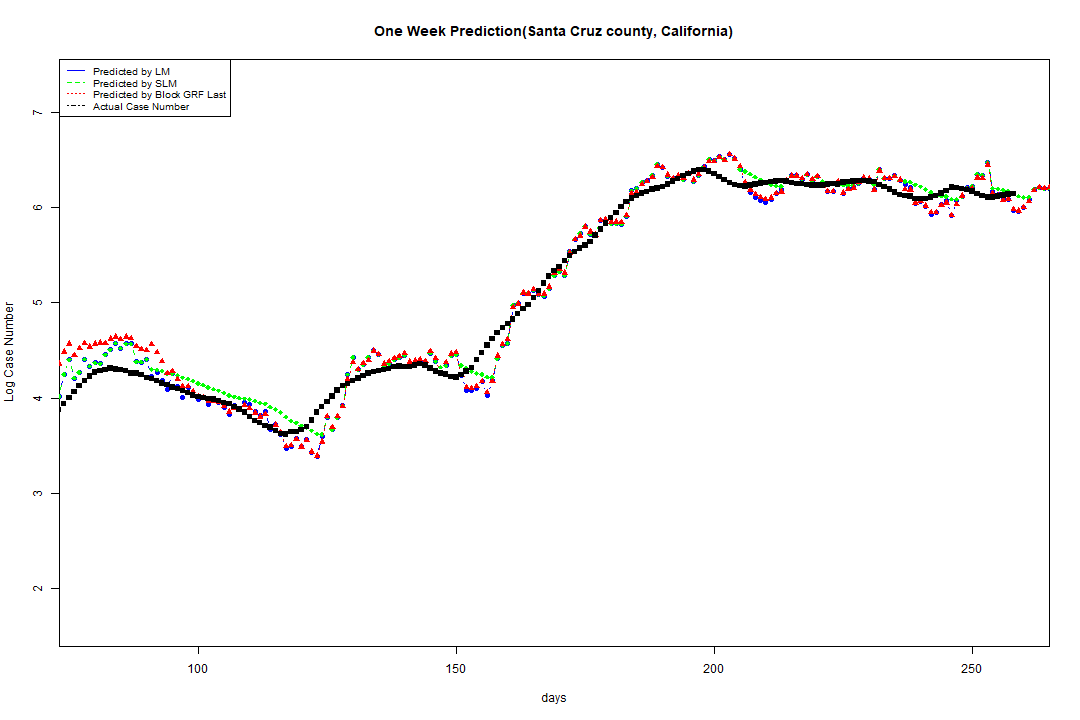 One Week Prediction(Santa Cruz county, California)
Predicted by LM
Predicted by SLM
Predicted by Block GRF Last
Actual Case Number
7
6
5
4
3
2
Log Case Number
100 150 200 250
days